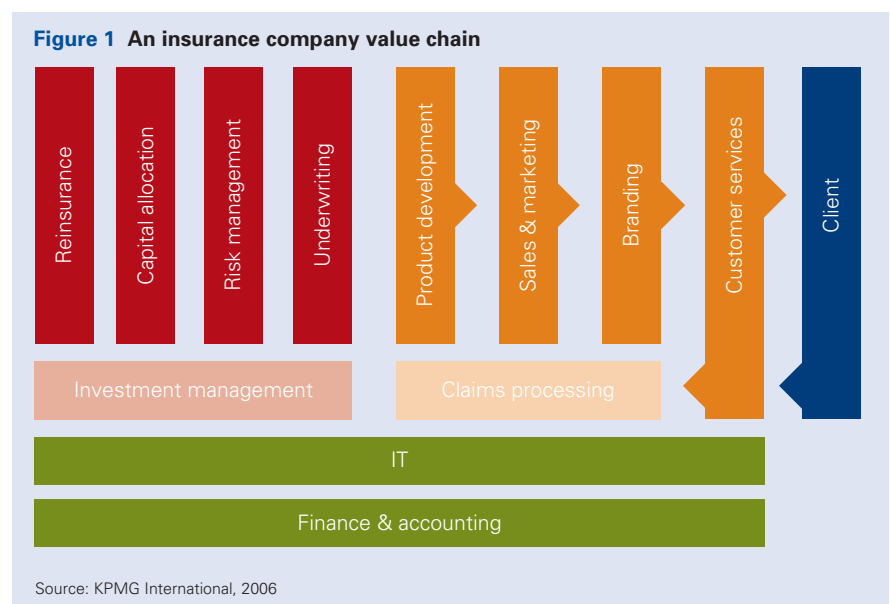 Figure 1 An insurance company value chain
Reinsurance
Capital allocation
Risk management
Underwriting
Product development
Sales & marketing
Branding
Customer services
Client
Investment management
Claims processing
IT
Finance & accounting
Source: KPMG International, 2006